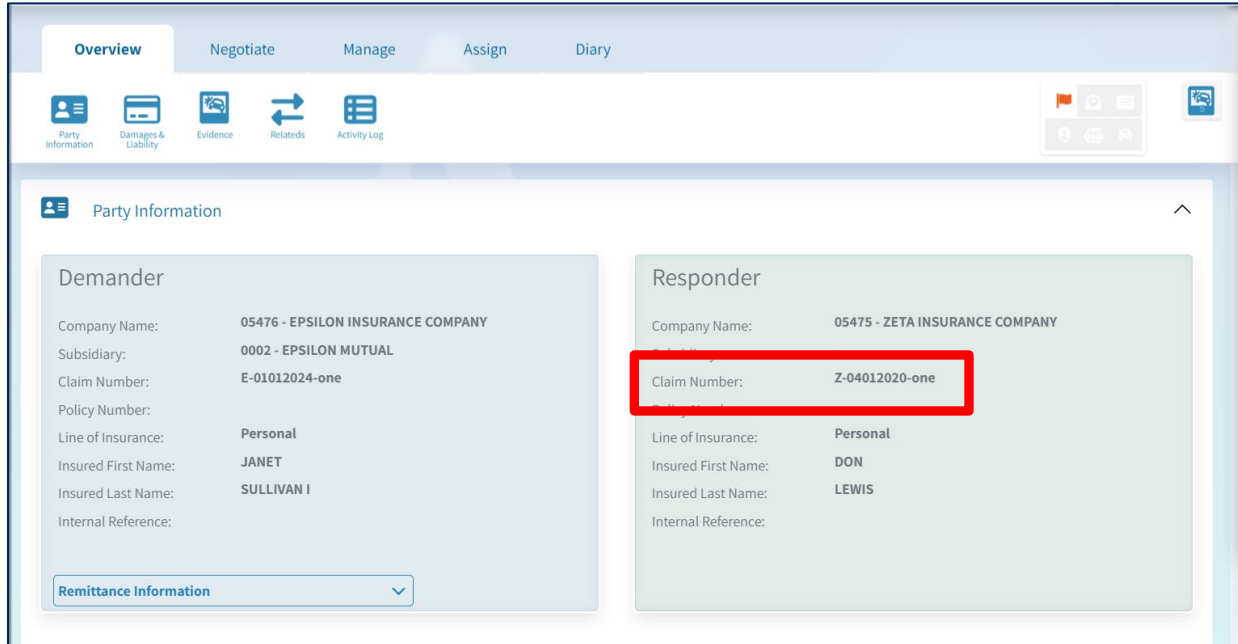 Overview Negotiate Manage Assign Diary
Party Information
Damages & Liability
Evidence
Relateds
Activity Log
Party Information
Demander
Company Name: 05476 - EPSILON INSURANCE COMPANY
Subsidiary: 0002 - EPSILON MUTUAL
Claim Number: E-01012024-one
Policy Number:
Line of Insurance: Personal
Insured First Name: JANET
Insured Last Name: SULLIVAN I
Internal Reference:
Remittance Information
Responder
Company Name: 05475 - ZETA INSURANCE COMPANY
Claim Number: Z-04012020-one
Line of Insurance: Personal
Insured First Name: DON
Insured Last Name: LEWIS
Internal Reference: